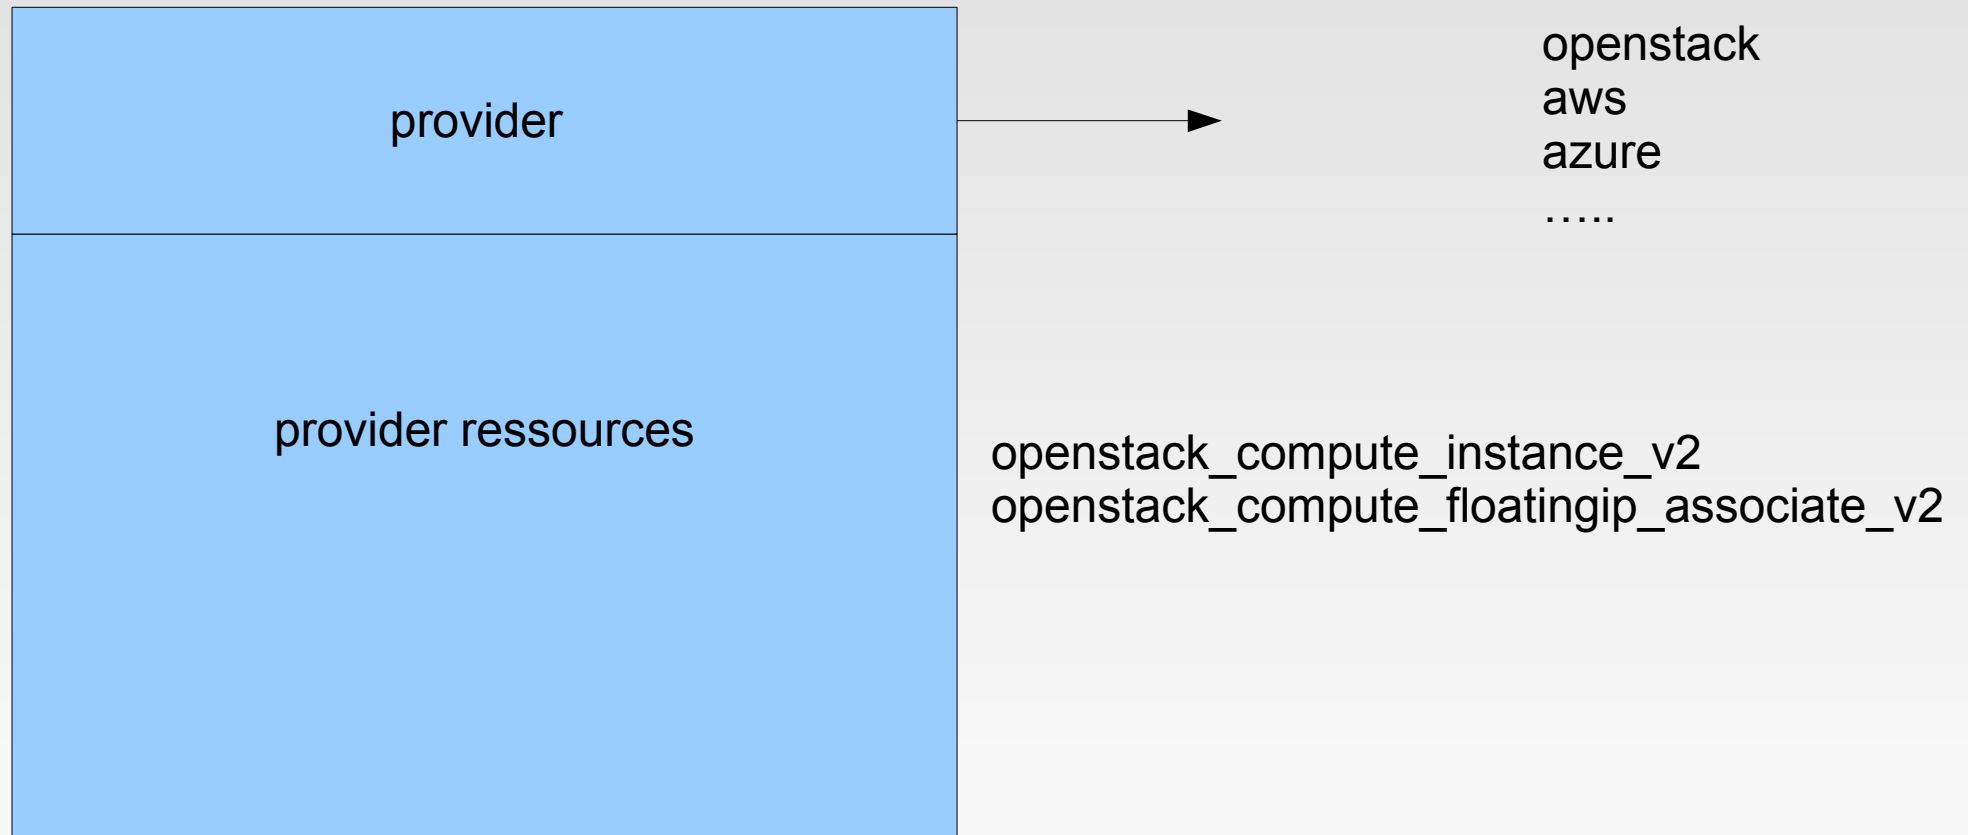 provider
openstack
aws
azure
…..
provider ressources
openstack_compute_instance_v2
openstack_compute_floatingip_associate_v2